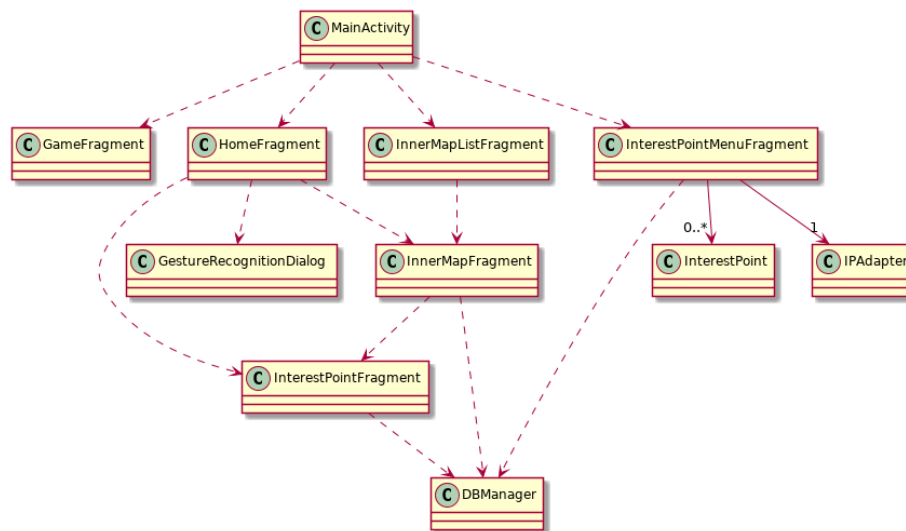 C MainActivity
C GameFragment
C HomeFragment
C InnerMapListFragment
C InterestPointMenuFragment
0..*
1
C GestureRecognitionDialog
C InnerMapFragment
C InterestPoint
C IPAdapter
C InterestPointFragment
C DBManager